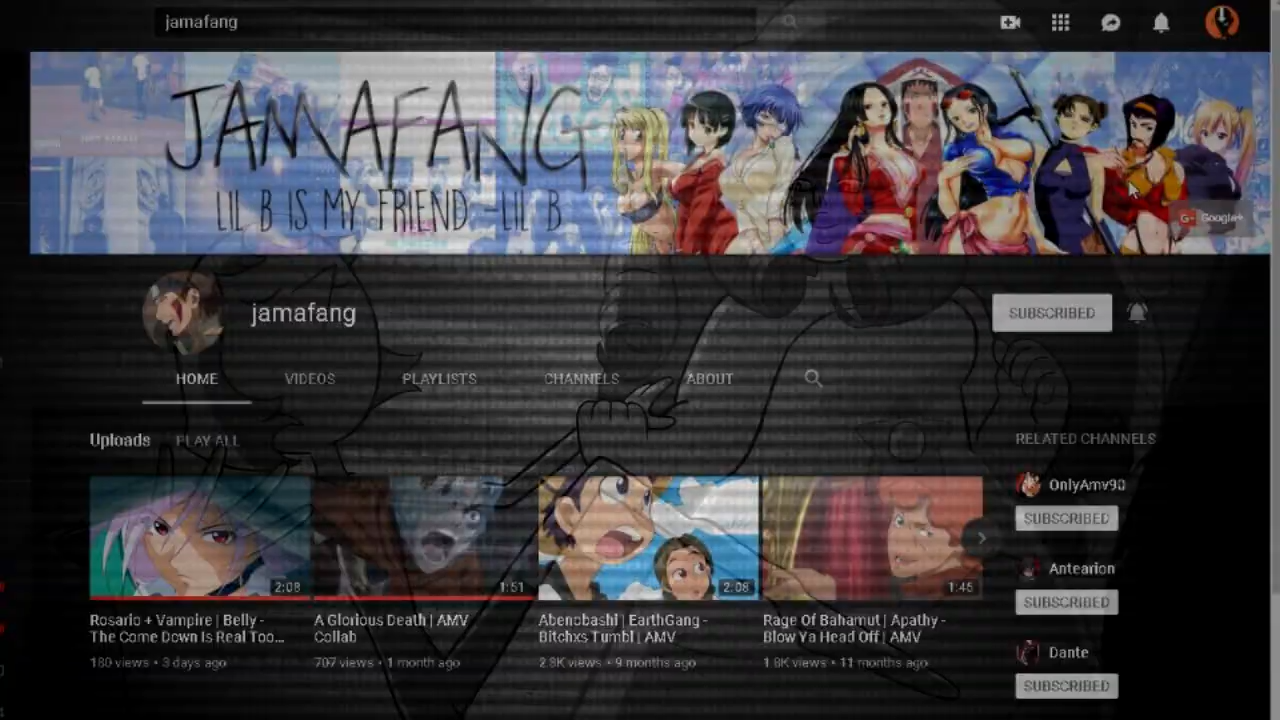 jamafang
JAMAFANG
LIL B IS MY FRIEND -LIL B
G+ Google+
jamafang
SUBSCRIBED
HOME VIDEOS PLAYLISTS CHANNELS ABOUT
Uploads PLAY ALL
RELATED CHANNELS
OnlyAmv90
SUBSCRIBED
Antearion
SUBSCRIBED
Dante
SUBSCRIBED
2:08
1:51
2:08
1:45
Rosario + Vampire | Belly -
The Come Down Is Real Too...
180 views • 3 days ago
A Glorious Death | AMV
Collab
707 views • 1 month ago
Abenobashi | EarthGang -
Bitchxs Tumbl | AMV
2.8K views • 9 months ago
Rage Of Bahamut | Apathy -
Blow Ya Head Off | AMV
1.8K views • 11 months ago